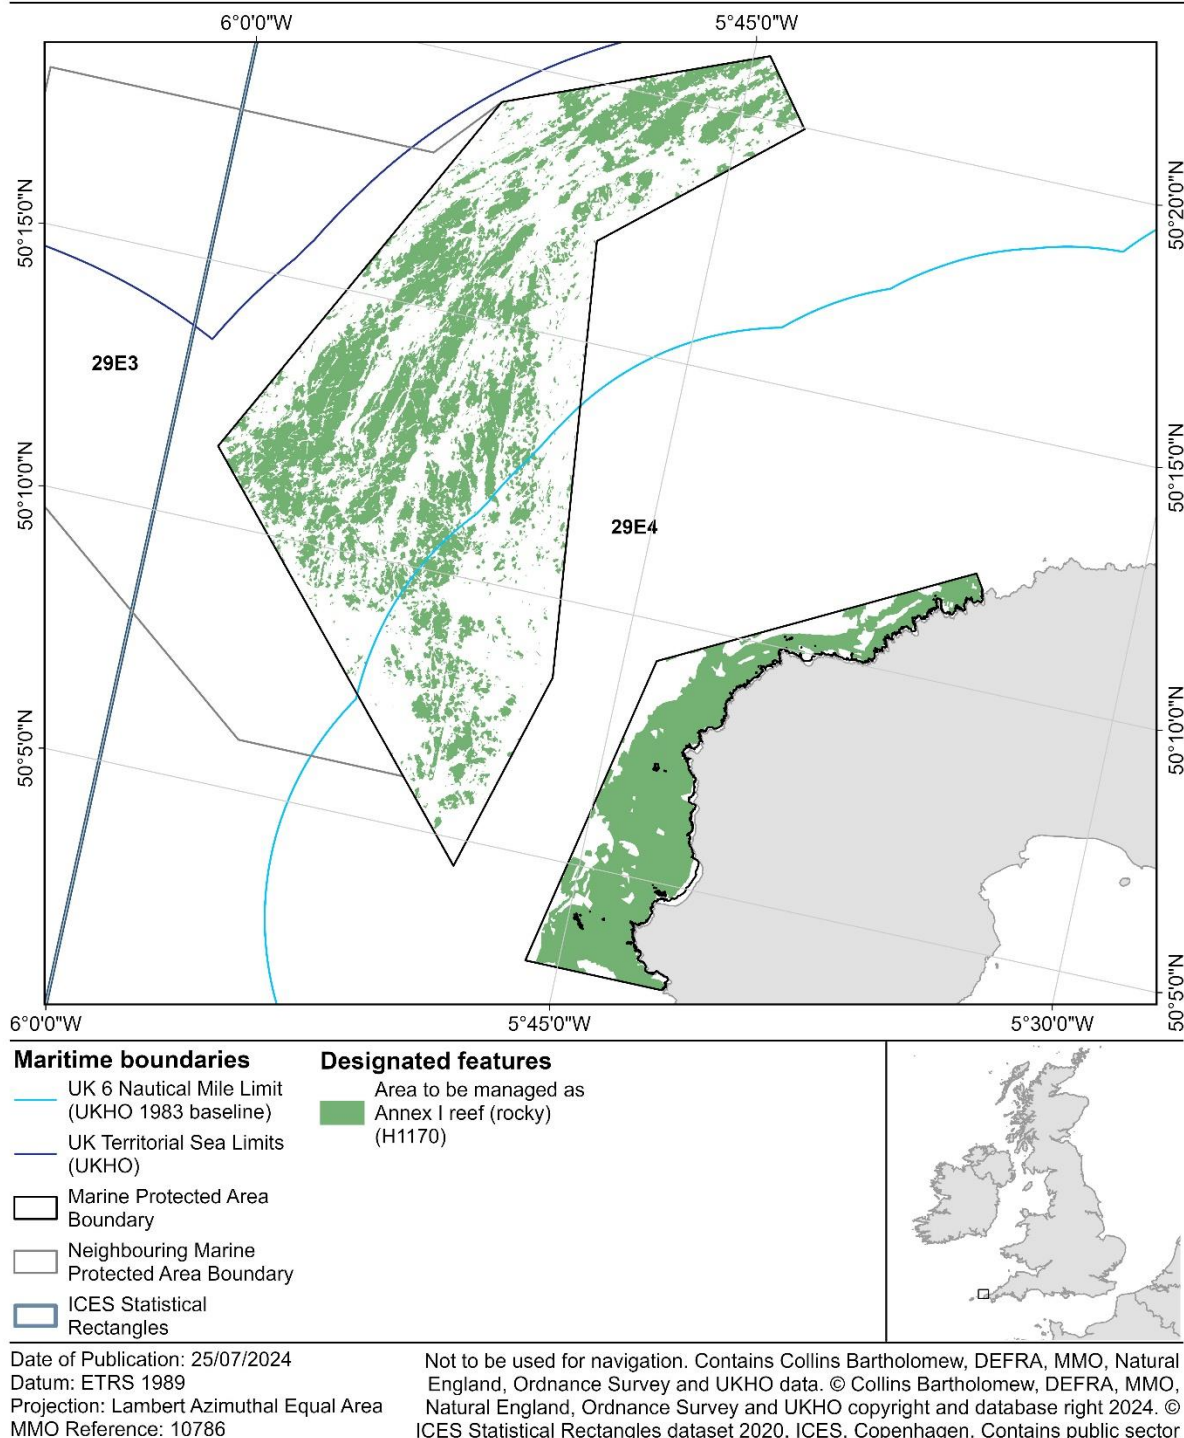 6°0'0"W
5°45'0"W
50°15'0"N
50°20'0"N
29E3
50°10'0"N
50°15'0"N
29E4
50°5'0"N
50°10'0"N
50°5'0"N
6°0'0"W
5°45'0"W
5°30'0"W
Maritime boundaries
UK 6 Nautical Mile Limit
(UKHO 1983 baseline)
UK Territorial Sea Limits
(UKHO)
Marine Protected Area
Boundary
Neighbouring Marine
Protected Area Boundary
ICES Statistical
Rectangles
Designated features
Area to be managed as
Annex I reef (rocky)
(H1170)
Date of Publication: 25/07/2024
Datum: ETRS 1989
Projection: Lambert Azimuthal Equal Area
MMO Reference: 10786
Not to be used for navigation. Contains Collins Bartholomew, DEFRA, MMO, Natural
England, Ordnance Survey and UKHO data. © Collins Bartholomew, DEFRA, MMO,
Natural England, Ordnance Survey and UKHO copyright and database right 2024. ©
ICES Statistical Rectangles dataset 2020, ICES, Copenhagen. Contains public sector